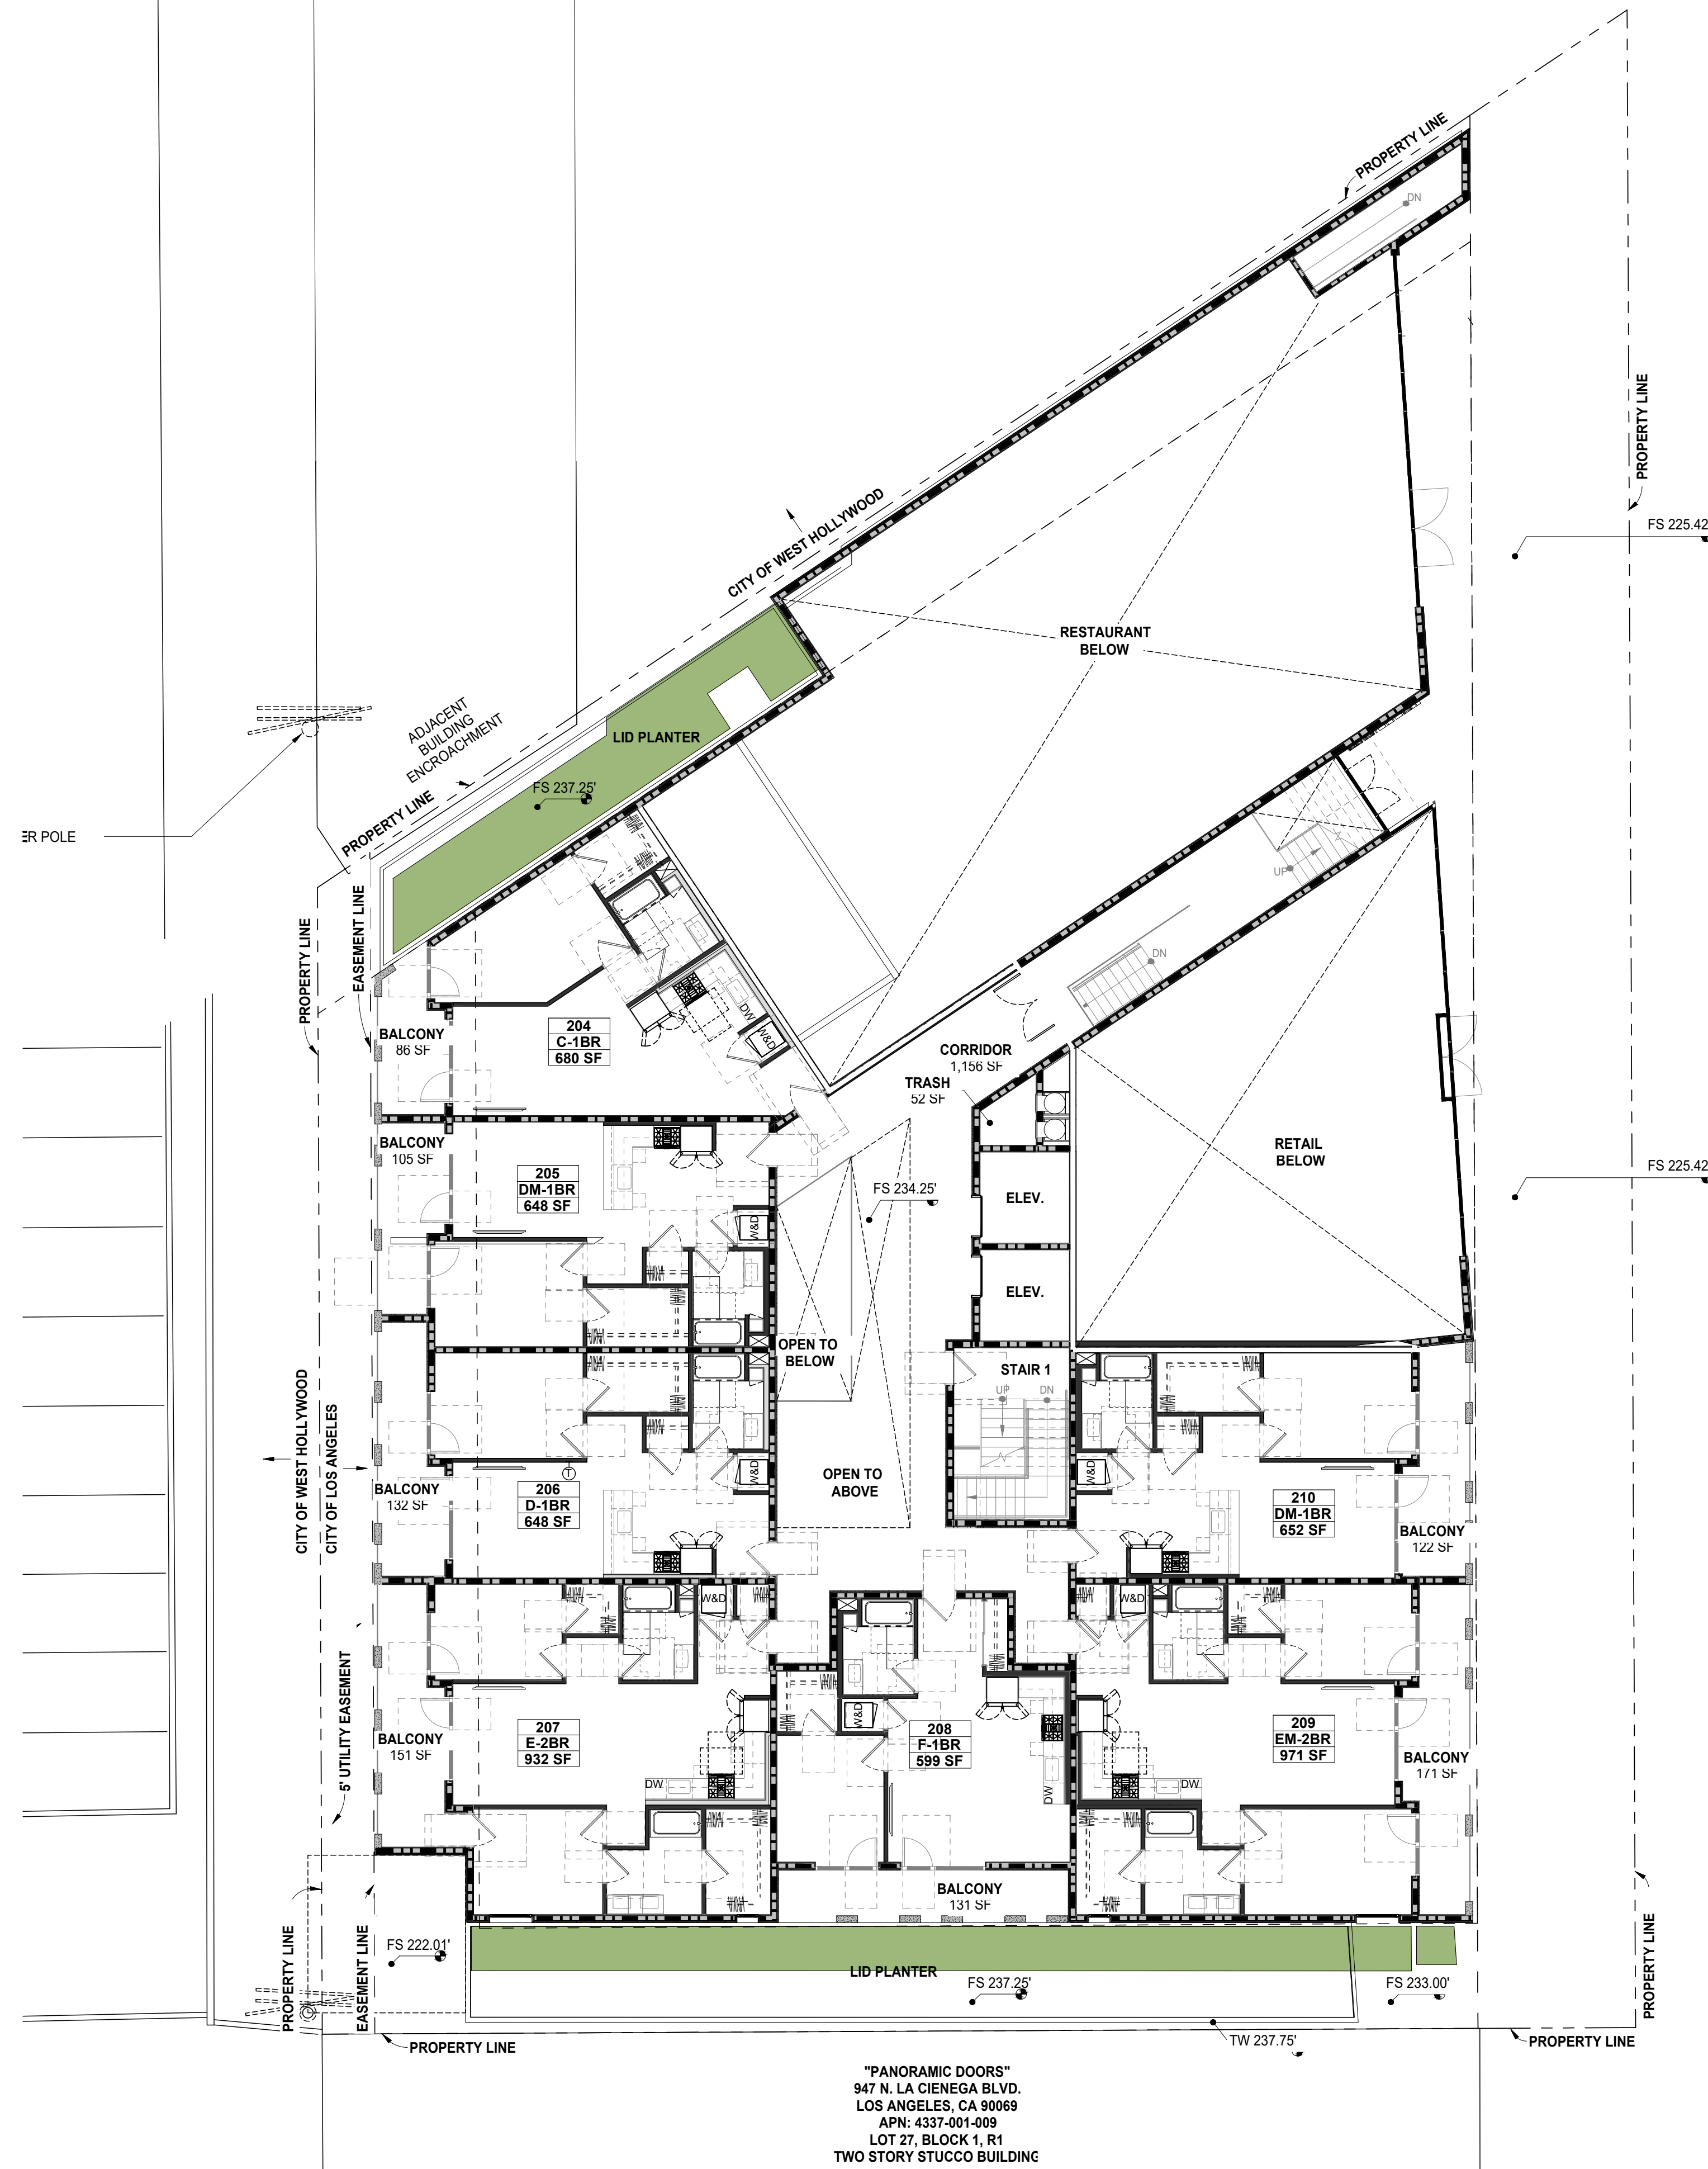 PROPERTY LINE
DN
PROPERTY LINE
FS 225.42
CITY OF WEST HOLLYWOOD
RESTAURANT
BELOW
ADJACENT
BUILDING
ENCROACHMENT
LID PLANTER
FS 237.25'
PROPERTY LINE
ER POLE
UP
EASEMENT LINE
PROPERTY LINE
DN
DW
W&D
204
C-1BR
680 SF
BALCONY
86 SF
CORRIDOR
1,156 SF
TRASH
52 SF
BALCONY
105 SF
RETAIL
BELOW
FS 225.42
205
DM-1BR
648 SF
FS 234.25'
ELEV.
W&D
ELEV.
OPEN TO
BELOW
STAIR 1
UP
DN
CITY OF WEST HOLLYWOOD
CITY OF LOS ANGELES
T
W&D
OPEN TO
ABOVE
W&D
206
D-1BR
648 SF
BALCONY
132 SF
210
DM-1BR
652 SF
BALCONY
122 SF
W&D
W&D
5' UTILITY EASEMENT
207
E-2BR
932 SF
BALCONY
151 SF
W&D
208
F-1BR
599 SF
209
EM-2BR
971 SF
BALCONY
171 SF
DW
DW
DW
BALCONY
131 SF
PROPERTY LINE
EASEMENT LINE
FS 222.01'
LID PLANTER
FS 237.25'
FS 233.00'
PROPERTY LINE
PROPERTY LINE
TW 237.75'
PROPERTY LINE
"PANORAMIC DOORS"
947 N. LA CIENEGA BLVD.
LOS ANGELES, CA 90069
APN: 4337-001-009
LOT 27, BLOCK 1, R1
TWO STORY STUCCO BUILDING